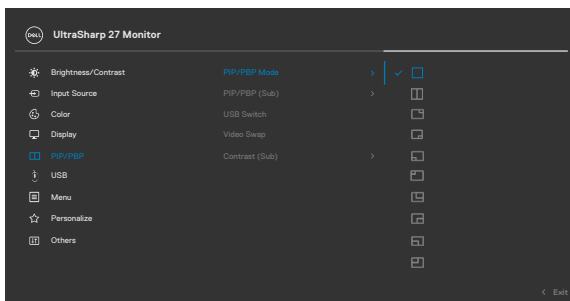 DELL UltraSharp 27 Monitor
Brightness/Contrast PIP/PBP Mode >
Input Source PIP/PBP (Sub) >
Color USB Switch
Display Video Swap
PIP/PBP Contrast (Sub) >
USB
Menu
Personalize
Others
< Exit